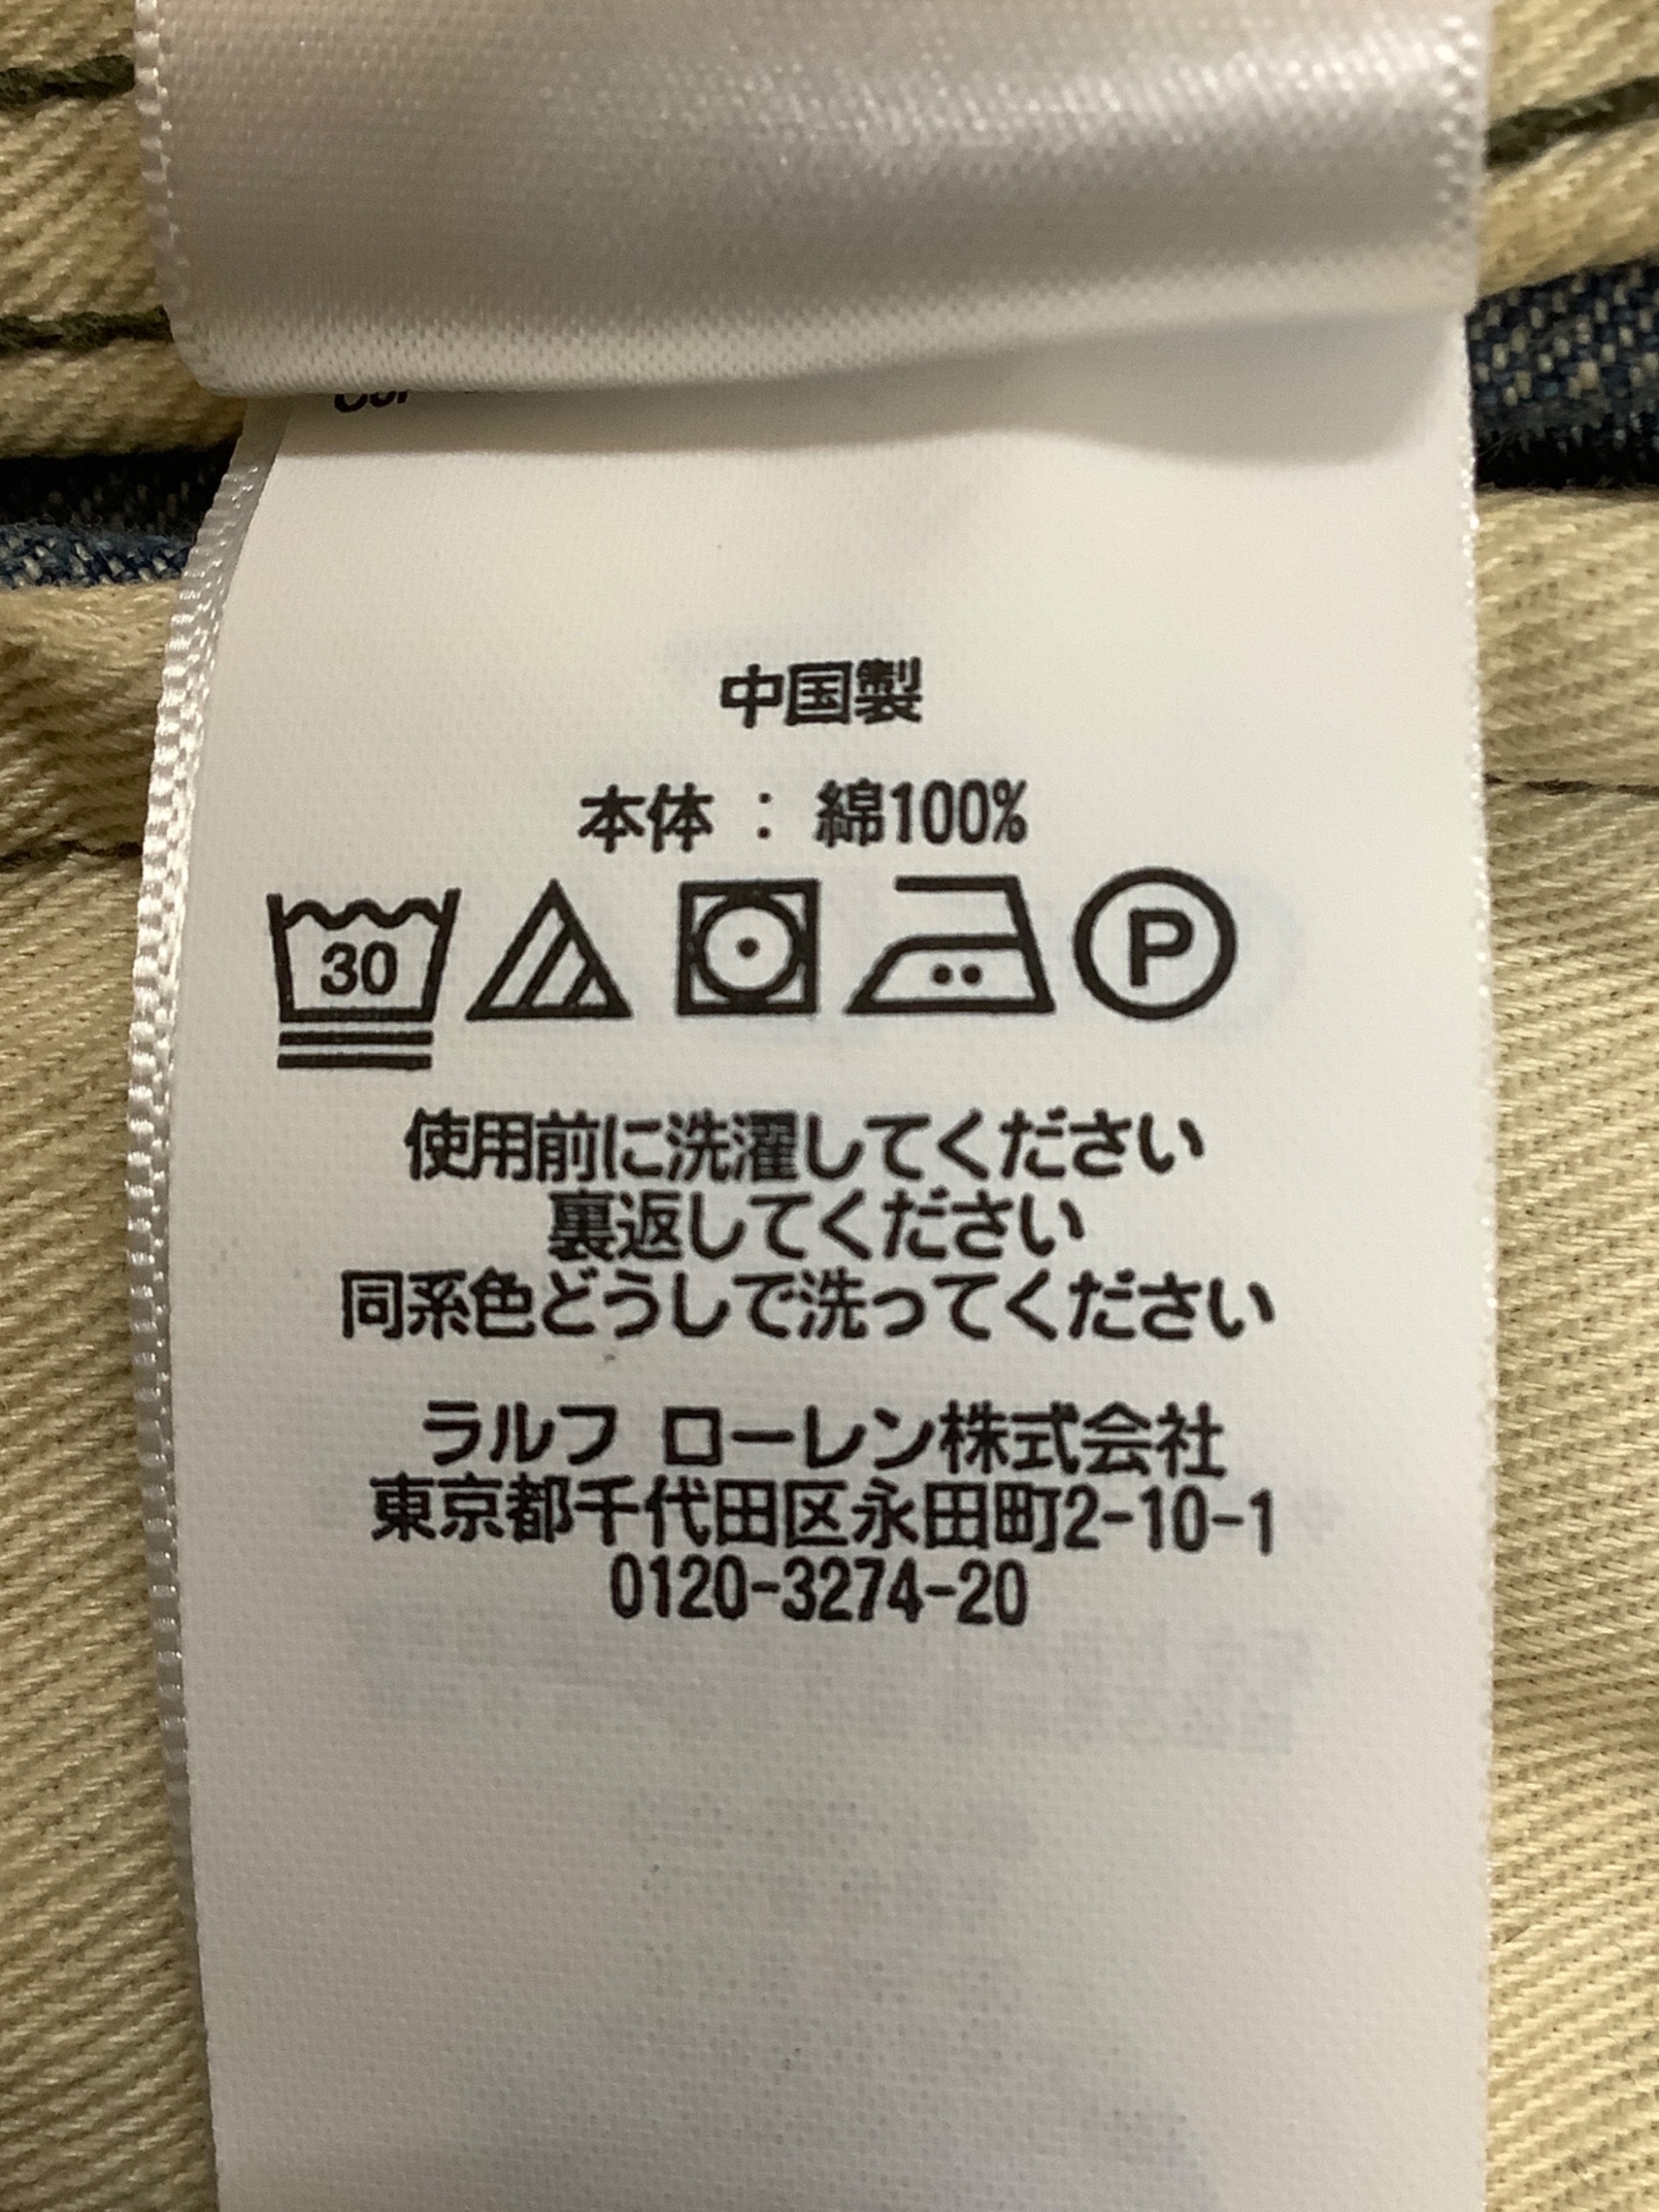 中国製
本体 : 綿100%
30 P
使用前に洗濯してください
裏返してください
同系色どうしで洗ってください
ラルフ ローレン株式会社
東京都千代田区永田町2-10-1
0120-3274-20